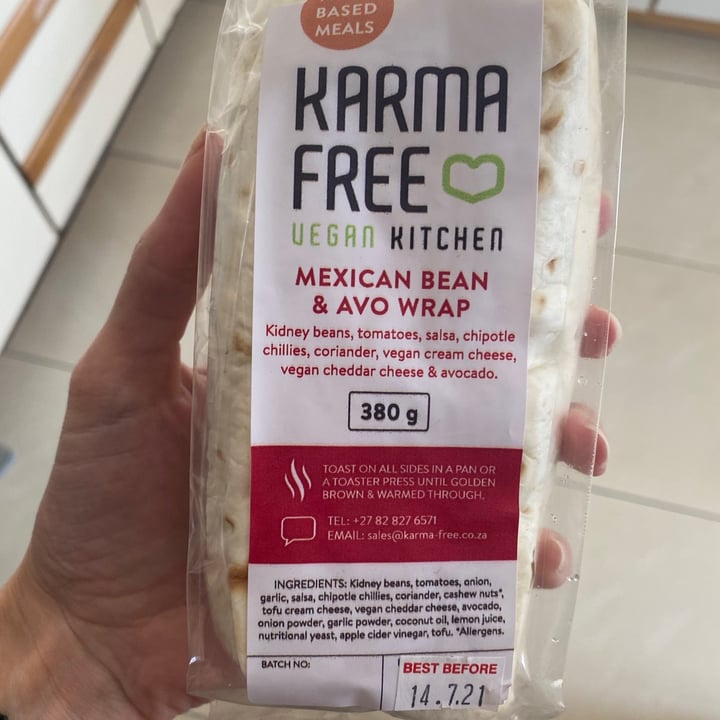 BASED
MEALS
KARMA
FREE
VEGAN KITCHEN
MEXICAN BEAN
& AVO WRAP
Kidney beans, tomatoes, salsa, chipotle
chillies, coriander, vegan cream cheese,
vegan cheddar cheese & avocado.
380 g
TOAST ON ALL SIDES IN A PAN OR
A TOASTER PRESS UNTIL GOLDEN
BROWN & WARMED THROUGH.
TEL: +27 82 827 6571
EMAIL: sales@karma-free.co.za
INGREDIENTS: Kidney beans, tomatoes, onion,
garlic, salsa, chipotle chillies, coriander, cashew nuts*,
tofu cream cheese, vegan cheddar cheese, avocado,
onion powder, garlic powder, coconut oil, lemon juice,
nutritional yeast, apple cider vinegar, tofu. *Allergens.
BATCH NO:
BEST BEFORE
14.7.21